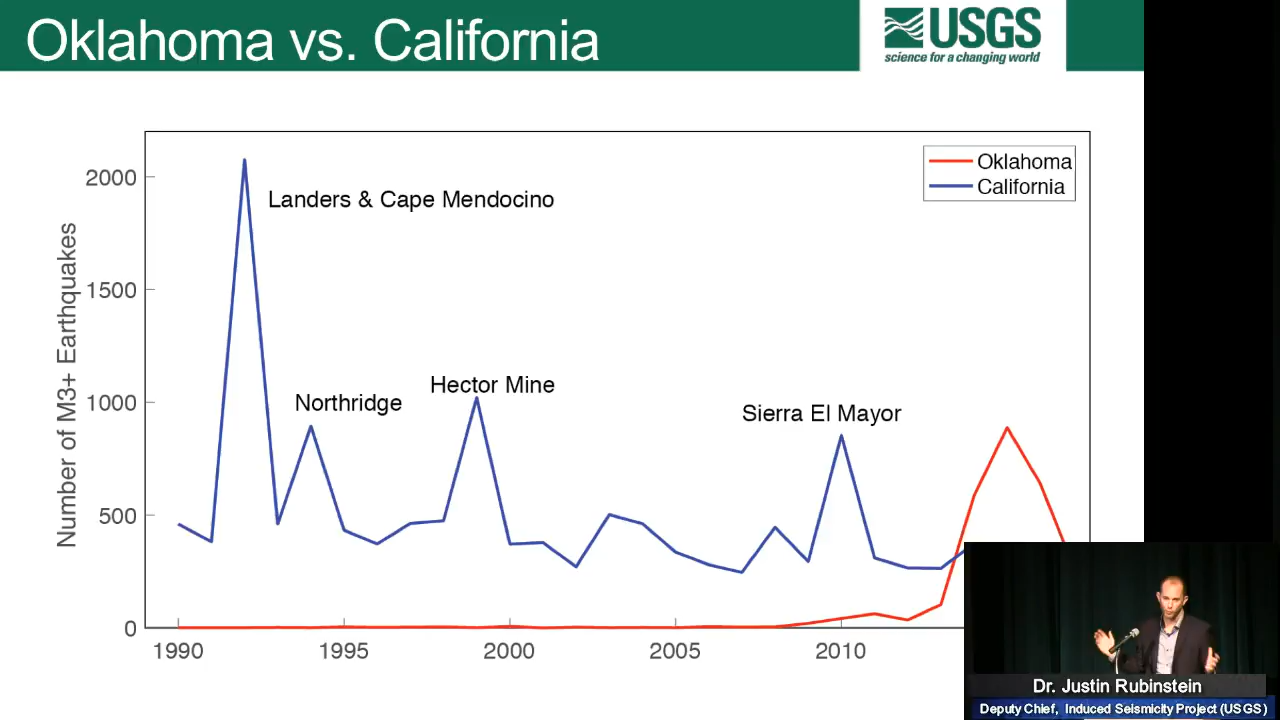 Oklahoma vs. California
USGS
science for a changing world
Oklahoma
California
Number of M3+ Earthquakes
2000
1500
1000
500
0
Landers & Cape Mendocino
Northridge
Hector Mine
Sierra El Mayor
1990
1995
2000
2005
2010
Dr. Justin Rubinstein
Deputy Chief, Induced Seismicity Project (USGS)